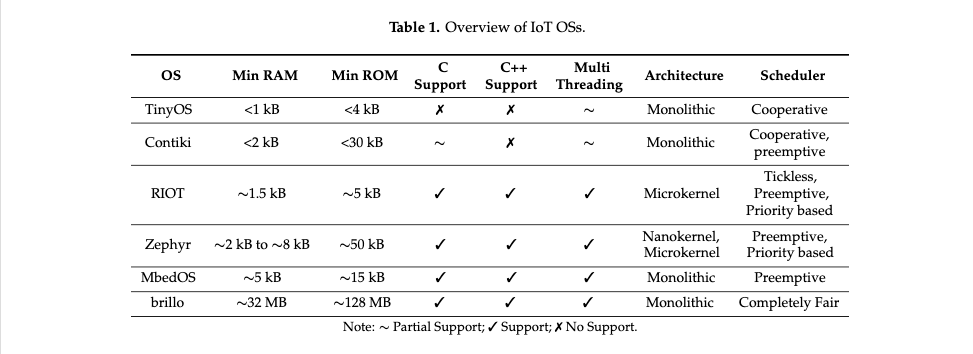 Table 1. Overview of IoT OSs.
OS Min RAM Min ROM C Support C++ Support Multi Threading Architecture Scheduler
TinyOS <1 kB <4 kB ✗ ✗ ∼ Monolithic Cooperative
Contiki <2 kB <30 kB ∼ ✗ ∼ Monolithic Cooperative, preemptive
RIOT ∼1.5 kB ∼5 kB ✓ ✓ ✓ Microkernel Tickless, Preemptive, Priority based
Zephyr ∼2 kB to ∼8 kB ∼50 kB ✓ ✓ ✓ Nanokernel, Microkernel Preemptive, Priority based
MbedOS ∼5 kB ∼15 kB ✓ ✓ ✓ Monolithic Preemptive
brillo ∼32 MB ∼128 MB ✓ ✓ ✓ Monolithic Completely Fair
Note: ∼ Partial Support; ✓ Support; ✗ No Support.